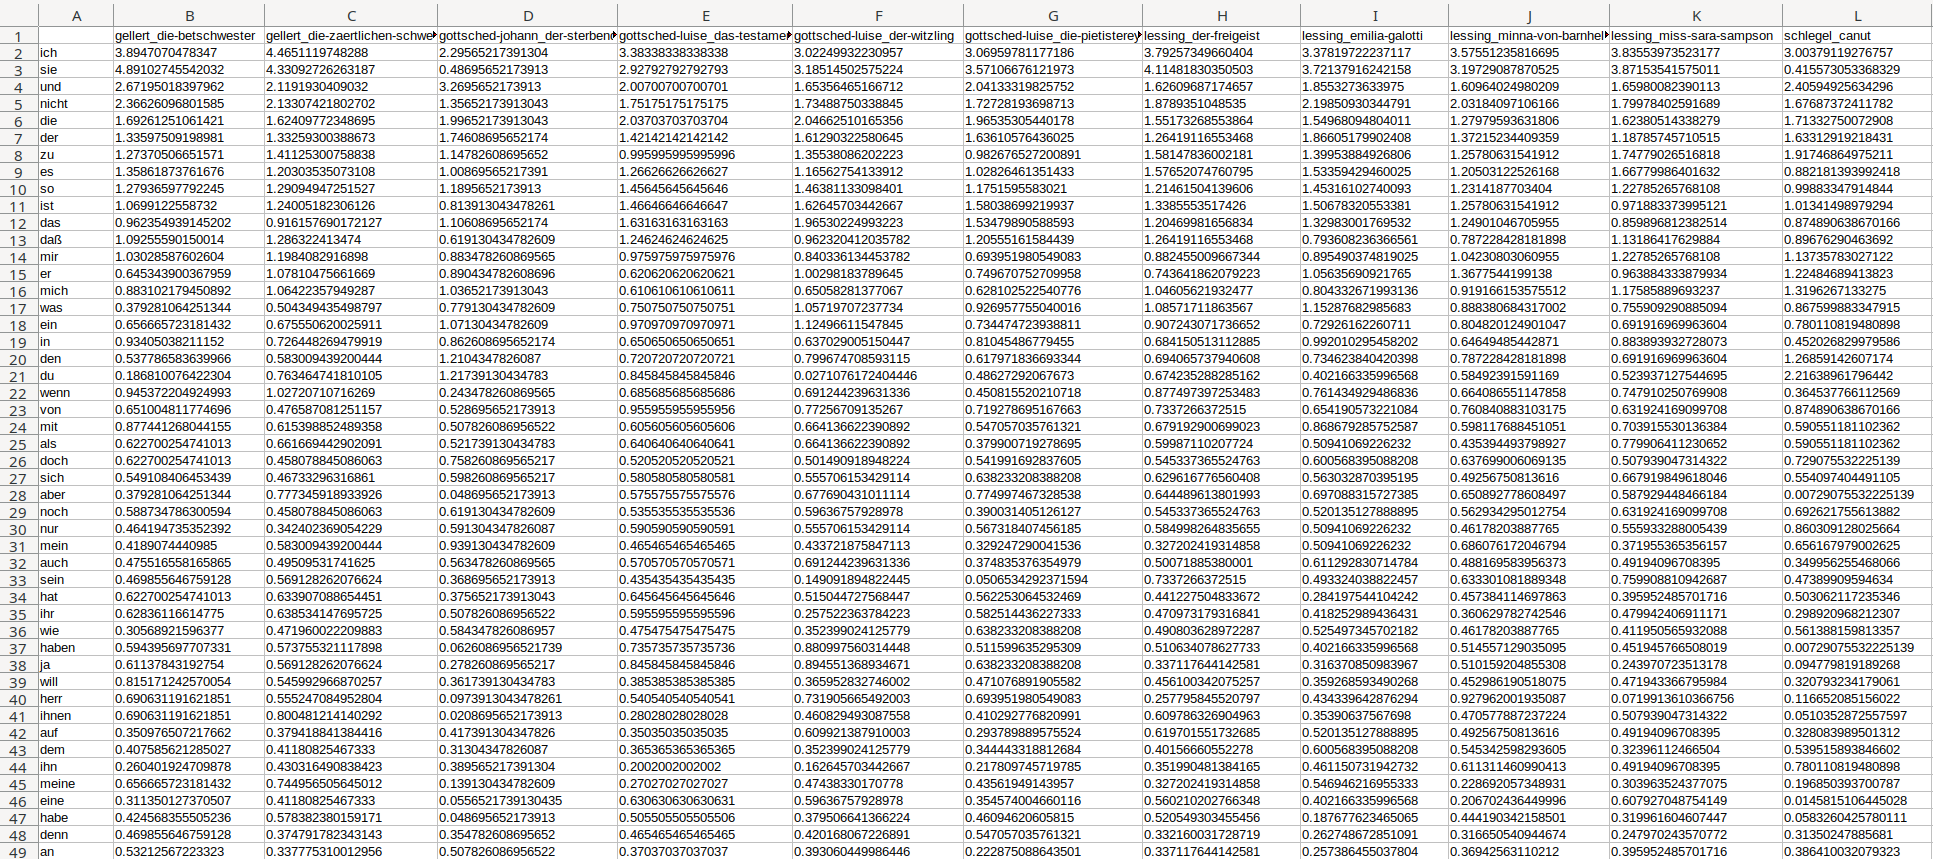 A B C D E F G H I J K L
1 gellert_die-betschwester gellert_die-zaertlichen-schwe gottsched-johann_der-sterbend gottsched-luise_das-testamen gottsched-luise_der-witzling gottsched-luise_die-pietisterey lessing_der-freigeist lessing_emilia-galotti lessing_minna-von-barnhel lessing_miss-sara-sampson schlegel_canut
2 ich 3.8947070478347 4.4651119748288 2.29565217391304 3.38338338338338 3.02249932230957 3.06959781177186 3.79257349660404 3.37819722237117 3.57551235816695 3.83553973523177 3.00379119276757
3 sie 4.89102745542032 4.33092726263187 0.48695652173913 2.92792792792793 3.18514502575224 3.57106676121973 4.11481830350503 3.72137916242158 3.19729087870525 3.87153541575011 0.415573053368329
4 und 2.67195018397962 2.1191930409032 3.2695652173913 2.00700700700701 1.65356465166712 2.04133319825752 1.62609687174657 1.8553273633975 1.60964024980209 1.65980082390113 2.40594925634296
5 nicht 2.36626096801585 2.13307421802702 1.35652173913043 1.75175175175175 1.73488750338845 1.72728193698713 1.8789351048535 2.19850930344791 2.03184097106166 1.79978402591689 1.67687372411782
6 die 1.69261251061421 1.62409772348695 1.99652173913043 2.03703703703704 2.04662510165356 1.96535305440178 1.55173268553864 1.54968094804011 1.27979593631806 1.62380514338279 1.71332750072908
7 der 1.33597509198981 1.33259300388673 1.74608695652174 1.42142142142142 1.61290322580645 1.63610576436025 1.26419116553468 1.86605179902408 1.37215234409359 1.18785745710515 1.63312919218431
8 zu 1.27370506651571 1.41125300758838 1.14782608695652 0.995995995995996 1.35538086202223 0.982676527200891 1.58147836002181 1.39953884926806 1.25780631541912 1.74779026516818 1.91746864975211
9 es 1.35861873761676 1.20303535073108 1.00869565217391 1.26626626626627 1.16562754133912 1.02826461351433 1.57652074760795 1.53359429460025 1.20503122526168 1.66779986401632 0.882181393992418
10 so 1.27936597792245 1.29094947251527 1.1895652173913 1.45645645645646 1.46381133098401 1.1751595583021 1.21461504139606 1.45316102740093 1.2314187703404 1.22785265768108 0.99883347914844
11 ist 1.0699122558732 1.24005182306126 0.813913043478261 1.46646646646647 1.62645703442667 1.58038699219937 1.3385553517426 1.50678320553381 1.25780631541912 0.971883373995121 1.01341498979294
12 das 0.962354939145202 0.916157690172127 1.10608695652174 1.63163163163163 1.96530224993223 1.53479890588593 1.20469981656834 1.32983001769532 1.24901046705955 0.859896812382514 0.874890638670166
13 daß 1.09255590150014 1.286322413474 0.619130434782609 1.24624624624625 0.962320412035782 1.20555161584439 1.26419116553468 0.793608236366561 0.787228428181898 1.13186417629884 0.89676290463692
14 mir 1.03028587602604 1.1984082916898 0.883478260869565 0.975975975975976 0.840336134453782 0.693951980549083 0.882455009667344 0.895490374819025 1.04230803060955 1.22785265768108 1.13735783027122
15 er 0.645343900367959 1.07810475661669 0.890434782608696 0.620620620620621 1.00298183789645 0.749670752709958 0.743641862079223 1.05635690921765 1.3677544199138 0.963884333879934 1.22484689413823
16 mich 0.883102179450892 1.06422357949287 1.03652173913043 0.610610610610611 0.65058281377067 0.628102522540776 1.04605621932477 0.804332671993136 0.919166153575512 1.17585889693237 1.3196267133275
17 was 0.379281064251344 0.504349435498797 0.779130434782609 0.750750750750751 1.05719707237734 0.926957755040016 1.08571711863567 1.15287682985683 0.888380684317002 0.755909290885094 0.867599883347915
18 ein 0.656665723181432 0.675550620025911 1.07130434782609 0.970970970970971 1.12496611547845 0.734474723938811 0.907243071736652 0.72926162260711 0.804820124901047 0.691916969963604 0.780110819480898
19 in 0.93405038211152 0.726448269479919 0.862608695652174 0.650650650650651 0.637029005150447 0.81045486779455 0.684150513112885 0.992010295458202 0.64649485442871 0.883893932728073 0.452026829979586
20 den 0.537786583639966 0.583009439200444 1.2104347826087 0.720720720720721 0.799674708593115 0.617971836693344 0.694065737940608 0.734623840420398 0.787228428181898 0.691916969963604 1.26859142607174
21 du 0.186810076422304 0.763464741810105 1.21739130434783 0.845845845845846 0.0271076172404446 0.48627292067673 0.674235288285162 0.402166335996568 0.58492391591169 0.523937127544695 2.21638961796442
22 wenn 0.945372204924993 1.02720710716269 0.243478260869565 0.685685685685686 0.691244239631336 0.450815520210718 0.877497397253483 0.761434929486836 0.664086551147858 0.747910250769908 0.364537766112569
23 von 0.651004811774696 0.476587081251157 0.528695652173913 0.955955955955956 0.77256709135267 0.719278695167663 0.7337266372515 0.654190573221084 0.760840883103175 0.631924169099708 0.874890638670166
24 mit 0.877441268044155 0.615398852489358 0.507826086956522 0.605605605605606 0.664136622390892 0.547057035761321 0.679192900699023 0.868679285752587 0.598117688451051 0.703915530136384 0.590551181102362
25 als 0.622700254741013 0.661669442902091 0.521739130434783 0.640640640640641 0.664136622390892 0.379900719278695 0.59987110207724 0.50941069226232 0.435394493798927 0.779906411230652 0.590551181102362
26 doch 0.622700254741013 0.458078845086063 0.758260869565217 0.520520520520521 0.501490918948224 0.541991692837605 0.545337365524763 0.600568395088208 0.637699006069135 0.507939047314322 0.729075532225139
27 sich 0.549108406453439 0.46733296316861 0.598260869565217 0.580580580580581 0.555706153429114 0.638233208388208 0.629616776560408 0.563032870395195 0.49256750813616 0.667919849618046 0.554097404491105
28 aber 0.379281064251344 0.777345918933926 0.048695652173913 0.575575575575576 0.677690431011114 0.774997467328538 0.644489613801993 0.697088315727385 0.650892778608497 0.587929448466184 0.00729075532225139
29 noch 0.588734786300594 0.458078845086063 0.619130434782609 0.535535535535536 0.59636757928978 0.390031405126127 0.545337365524763 0.520135127888895 0.562934295012754 0.631924169099708 0.692621755613882
30 nur 0.464194735352392 0.342402369054229 0.591304347826087 0.590590590590591 0.555706153429114 0.567318407456185 0.584998264835655 0.50941069226232 0.46178203887765 0.555933288005439 0.860309128025664
31 mein 0.4189074440985 0.583009439200444 0.939130434782609 0.465465465465465 0.433721875847113 0.329247290041536 0.327202419314858 0.50941069226232 0.686076172046794 0.371955365356157 0.656167979002625
32 auch 0.475516558165865 0.49509531741625 0.563478260869565 0.570570570570571 0.691244239631336 0.374835376354979 0.50071885380001 0.611292830714784 0.488169583956373 0.49194096708395 0.349956255468066
33 sein 0.469855646759128 0.569128262076624 0.368695652173913 0.435435435435435 0.149091894822445 0.0506534292371594 0.7337266372515 0.493324038822457 0.633301081889348 0.759908810942687 0.47389909594634
34 hat 0.622700254741013 0.633907088654451 0.375652173913043 0.645645645645646 0.515044727568447 0.562253064532469 0.441227504833672 0.284197544104242 0.457384114697863 0.395952485701716 0.503062117235346
35 ihr 0.62836116614775 0.638534147695725 0.507826086956522 0.595595595595596 0.257522363784223 0.582514436227333 0.470973179316841 0.418252989436431 0.360629782742546 0.479942406911171 0.298920968212307
36 wie 0.30568921596377 0.471960022209883 0.584347826086957 0.475475475475475 0.352399024125779 0.638233208388208 0.490803628972287 0.525497345702182 0.46178203887765 0.411950565932088 0.561388159813357
37 haben 0.594395697707331 0.573755321117898 0.0626086956521739 0.735735735735736 0.880997560314448 0.511599635295309 0.510634078627733 0.402166335996568 0.514557129035095 0.451945766508019 0.00729075532225139
38 ja 0.61137843192754 0.569128262076624 0.278260869565217 0.845845845845846 0.894551368934671 0.638233208388208 0.337117644142581 0.316370850983967 0.510159204855308 0.243970723513178 0.094779819189268
39 will 0.815171242570054 0.545992966870257 0.361739130434783 0.385385385385385 0.365952832746002 0.471076891905582 0.456100342075257 0.359268593490268 0.452986190518075 0.471943366795984 0.320793234179061
40 herr 0.690631191621851 0.555247084952804 0.0973913043478261 0.540540540540541 0.731905665492003 0.693951980549083 0.257795845520797 0.434339642876294 0.927962001935087 0.0719913610366756 0.116652085156022
41 ihnen 0.690631191621851 0.800481214140292 0.0208695652173913 0.28028028028028 0.460829493087558 0.410292776820991 0.609786326904963 0.35390637567698 0.470577887237224 0.507939047314322 0.0510352872557597
42 auf 0.350976507217662 0.379418841384416 0.417391304347826 0.35035035035035 0.609921387910003 0.293789889575524 0.619701551732685 0.520135127888895 0.49256750813616 0.49194096708395 0.328083989501312
43 dem 0.407585621285027 0.41180825467333 0.31304347826087 0.365365365365365 0.352399024125779 0.344443318812684 0.40156660552278 0.600568395088208 0.545342598293605 0.32396112466504 0.539515893846602
44 ihn 0.260401924709878 0.430316490838423 0.389565217391304 0.2002002002002 0.162645703442667 0.217809745719785 0.351990481384165 0.461150731942732 0.611311460990413 0.49194096708395 0.780110819480898
45 meine 0.656665723181432 0.744956505645012 0.139130434782609 0.27027027027027 0.47438330170778 0.43561949143957 0.327202419314858 0.546946216955333 0.228692057348931 0.303963524377075 0.196850393700787
46 eine 0.311350127370507 0.41180825467333 0.0556521739130435 0.630630630630631 0.59636757928978 0.354574004660116 0.560210202766348 0.402166335996568 0.206702436449996 0.607927048754149 0.0145815106445028
47 habe 0.424568355505236 0.578382380159171 0.048695652173913 0.505505505505506 0.379506641366224 0.46094620605815 0.520549303455456 0.187677623465065 0.444190342158501 0.319961604607447 0.0583260425780111
48 denn 0.469855646759128 0.374791782343143 0.354782608695652 0.465465465465465 0.420168067226891 0.547057035761321 0.332160031728719 0.262748672851091 0.316650540944674 0.247970243570772 0.31350247885681
49 an 0.53212567223323 0.337775310012956 0.507826086956522 0.37037037037037 0.393060449986446 0.222875088643501 0.337117644142581 0.257386455037804 0.36942563110212 0.395952485701716 0.386410032079323